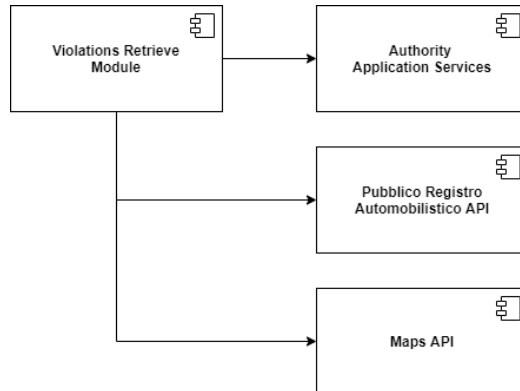 Violations Retrieve
Module
Authority
Application Services
Pubblico Registro
Automobilistico API
Maps API